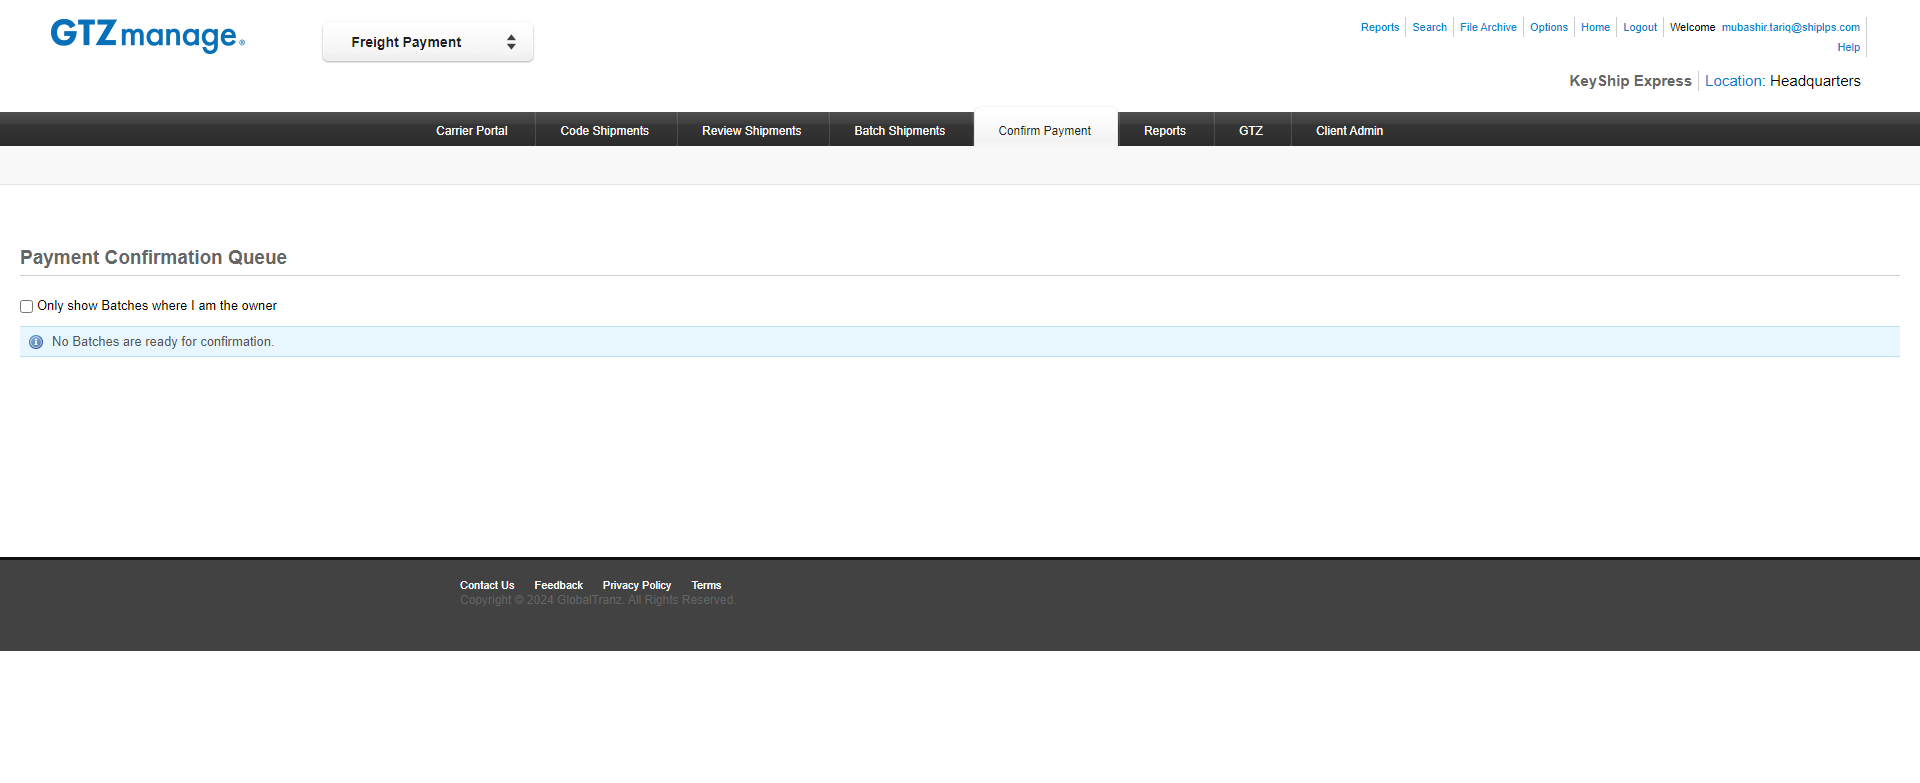 GTZmanage®
Freight Payment
Reports Search File Archive Options Home Logout Welcome mubashir.tariq@shiplps.com
Help
KeyShip Express Location: Headquarters
Carrier Portal Code Shipments Review Shipments Batch Shipments Confirm Payment Reports GTZ Client Admin
Payment Confirmation Queue
Only show Batches where I am the owner
No Batches are ready for confirmation.
Contact Us Feedback Privacy Policy Terms
Copyright © 2024 GlobalTranz. All Rights Reserved.